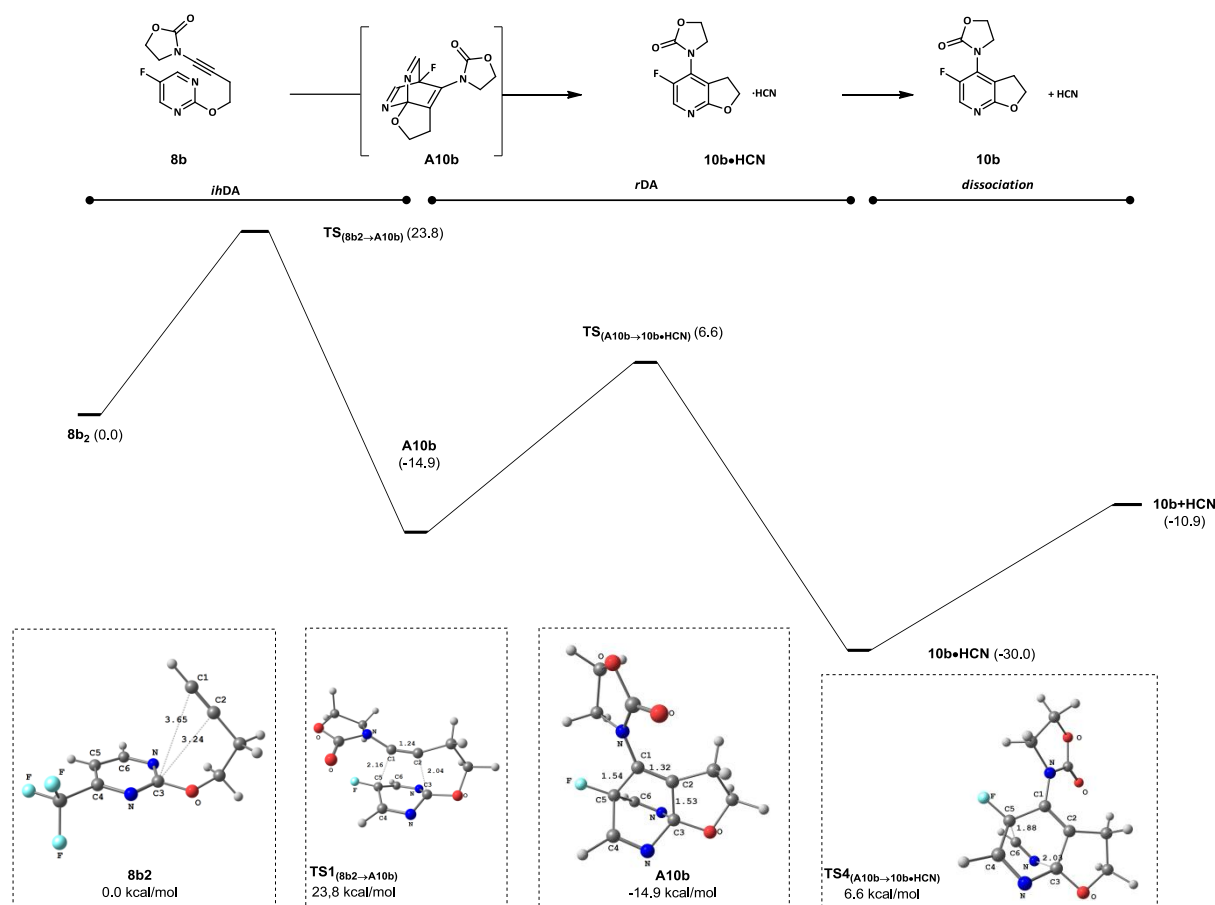 O
O
N
F
N
N
O
8b
N
F
N
O
O
N
O
A10b
O
O
N
F
N
O
·HCN
10b•HCN
O
O
N
F
N
O
+ HCN
10b
ihDA
rDA
dissociation
TS(8b2→A10b) (23.8)
TS(A10b→10b•HCN) (6.6)
8b2 (0.0)
A10b
(-14.9)
10b+HCN
(-10.9)
10b•HCN (-30.0)
C1
C2
3.65
3.24
C5
C6
N
F
F
C4
N
C3
O
F
8b2
0.0 kcal/mol
O
N
1.24
O
C1
C2
2.16
2.04
C5
C6
F
N
C3
O
C4
N
TS1(8b2→A10b)
23,8 kcal/mol
O
O
N
C1
1.32
F
1.54
C2
C5
C6
1.53
N
C3
O
C4
N
A10b
-14.9 kcal/mol
O
N
O
C1
F
C5
C2
1.88
C6
N
2.03
C4
C3
N
O
TS4(A10b→10b•HCN)
6.6 kcal/mol